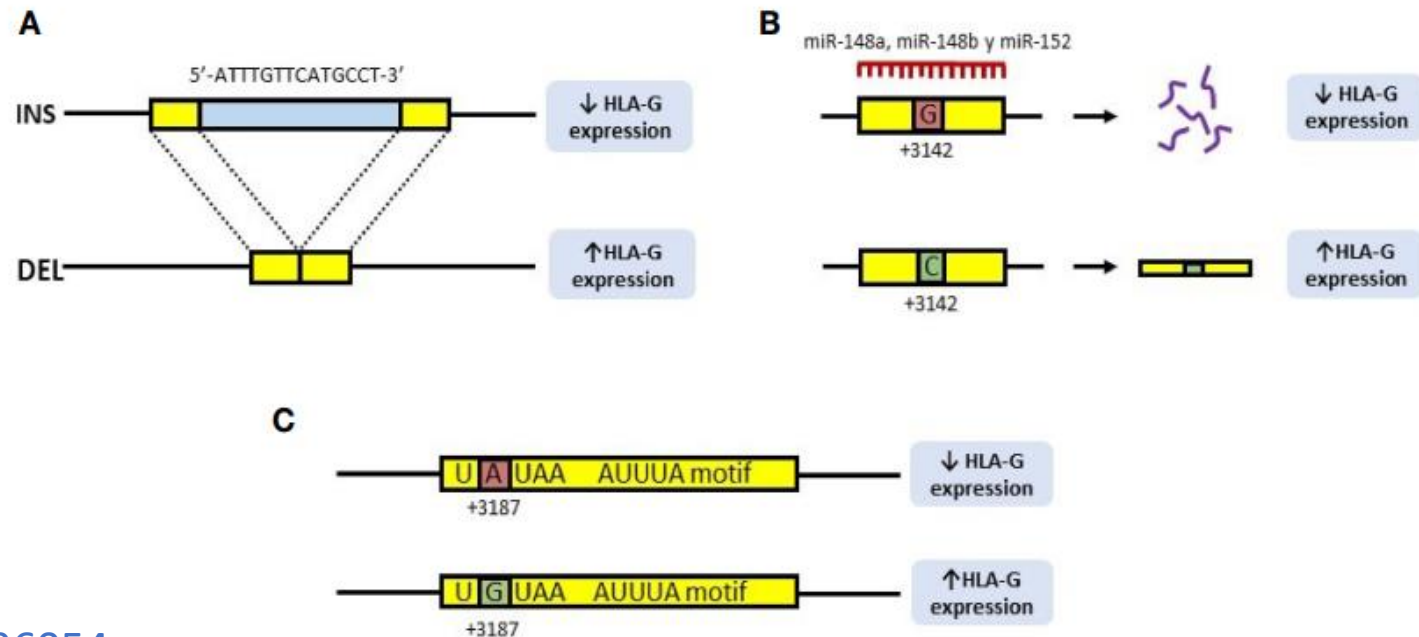 A
5'-ATTTGTTCATGCCT-3'
INS
↓ HLA-G
expression
DEL
↑HLA-G
expression
B
miR-148a, miR-148b y miR-152
G
+3142
↓ HLA-G
expression
C
+3142
↑HLA-G
expression
C
U A UAA AUUUA motif
+3187
↓ HLA-G
expression
U G UAA AUUUA motif
+3187
↑HLA-G
expression